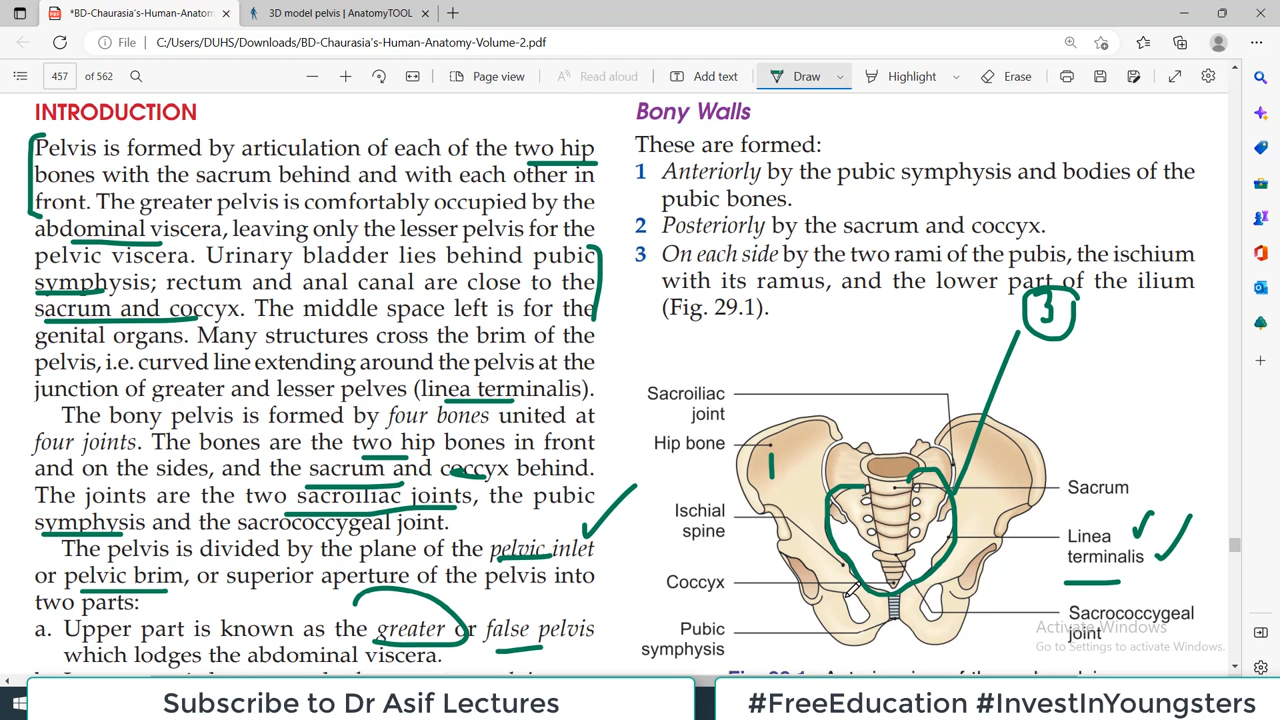 *BD-Chaurasia's-Human-Anatomy-
3D model pelvis | AnatomyTOOL
File
C:/Users/DUHS/Downloads/BD-Chaurasia's-Human-Anatomy-Volume-2.pdf
457 of 562
Page view
Read aloud
Add text
Draw
Highlight
Erase
INTRODUCTION
Pelvis is formed by articulation of each of the two hip
bones with the sacrum behind and with each other in
front. The greater pelvis is comfortably occupied by the
abdominal viscera, leaving only the lesser pelvis for the
pelvic viscera. Urinary bladder lies behind pubic
symphysis; rectum and anal canal are close to the
sacrum and coccyx. The middle space left is for the
genital organs. Many structures cross the brim of the
pelvis, i.e. curved line extending around the pelvis at the
junction of greater and lesser pelves (linea terminalis).
The bony pelvis is formed by four bones united at
four joints. The bones are the two hip bones in front
and on the sides, and the sacrum and coccyx behind.
The joints are the two sacroiliac joints, the pubic
symphysis and the sacrococcygeal joint.
The pelvis is divided by the plane of the pelvic inlet
or pelvic brim, or superior aperture of the pelvis into
two parts:
a. Upper part is known as the greater or false pelvis
which lodges the abdominal viscera.
Bony Walls
These are formed:
1 Anteriorly by the pubic symphysis and bodies of the
pubic bones.
2 Posteriorly by the sacrum and coccyx.
3 On each side by the two rami of the pubis, the ischium
with its ramus, and the lower part of the ilium
(Fig. 29.1).
3
Sacroiliac
joint
Hip bone
1
Ischial
spine
Coccyx
Pubic
symphysis
Sacrum
Linea
terminalis
Sacrococcygeal
joint
Activate Windows
Go to Settings to activate Windows.
Subscribe to Dr Asif Lectures
#FreeEducation #InvestInYoungsters